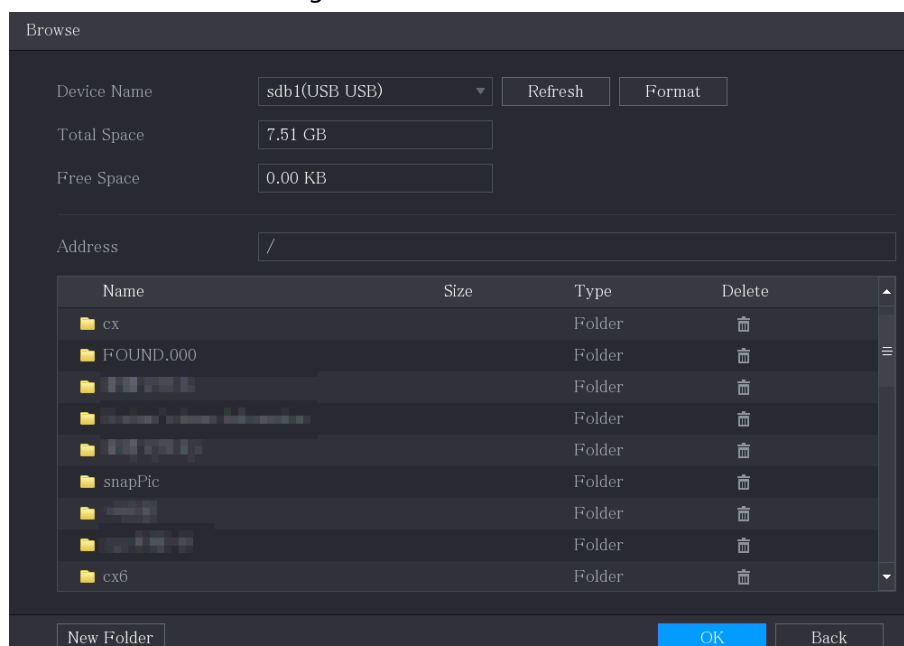 Browse
Device Name sdb1(USB USB) Refresh Format
Total Space 7.51 GB
Free Space 0.00 KB
Address /
Name Size Type Delete
cx Folder
FOUND.000 Folder
Folder
Folder
Folder
snapPic Folder
Folder
Folder
cx6 Folder
New Folder OK Back